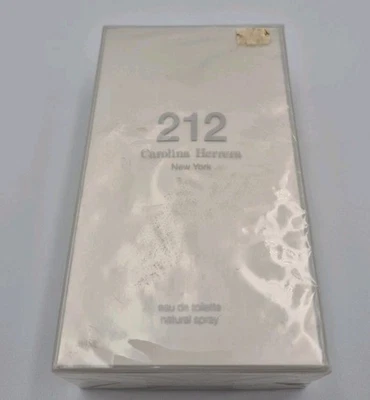 212
Carolina Herrera
New York
eau de toilette
natural spray